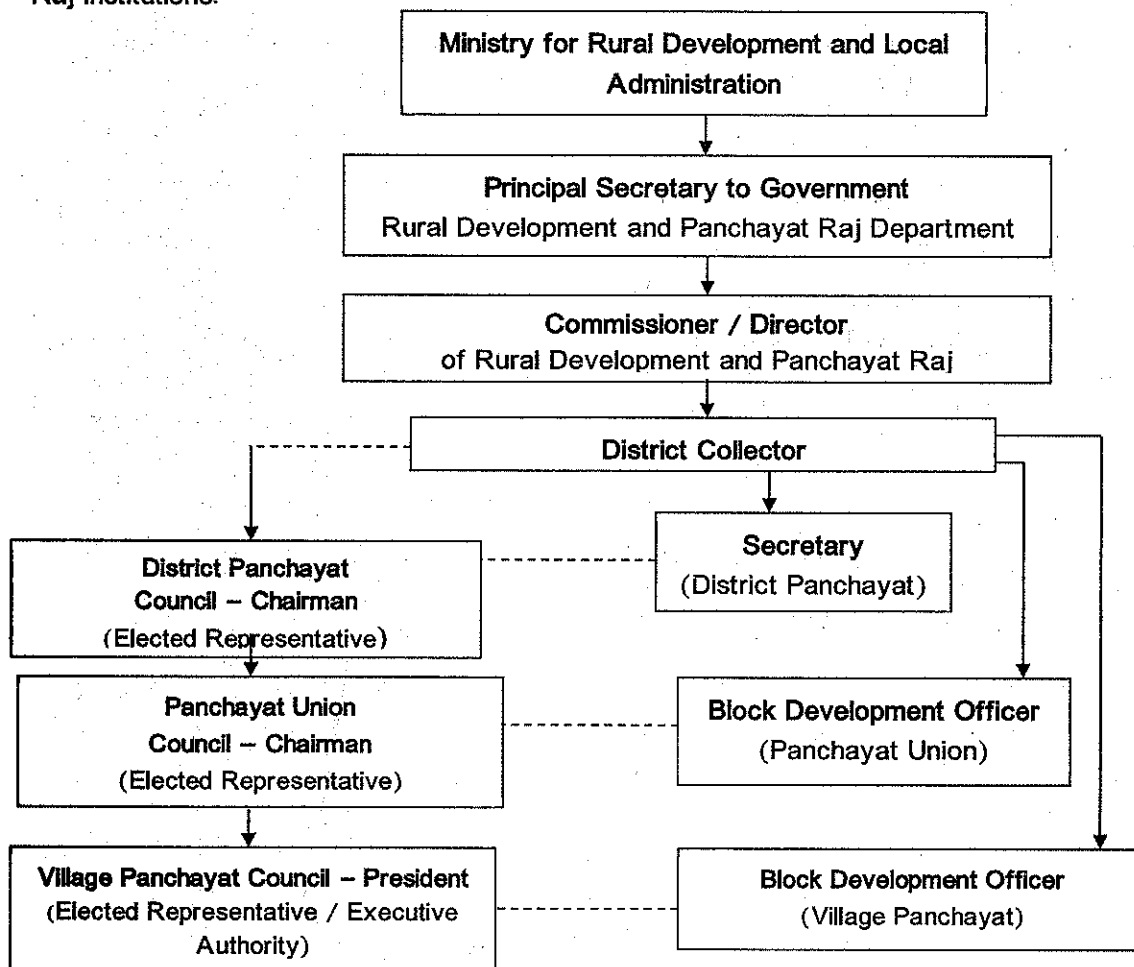 Raj Institutions.
Ministry for Rural Development and Local
Administration
Principal Secretary to Government
Rural Development and Panchayat Raj Department
Commissioner / Director
of Rural Development and Panchayat Raj
District Collector
Secretary
(District Panchayat)
District Panchayat
Council – Chairman
(Elected Representative)
Panchayat Union
Council – Chairman
(Elected Representative)
Block Development Officer
(Panchayat Union)
Village Panchayat Council – President
(Elected Representative / Executive
Authority)
Block Development Officer
(Village Panchayat)